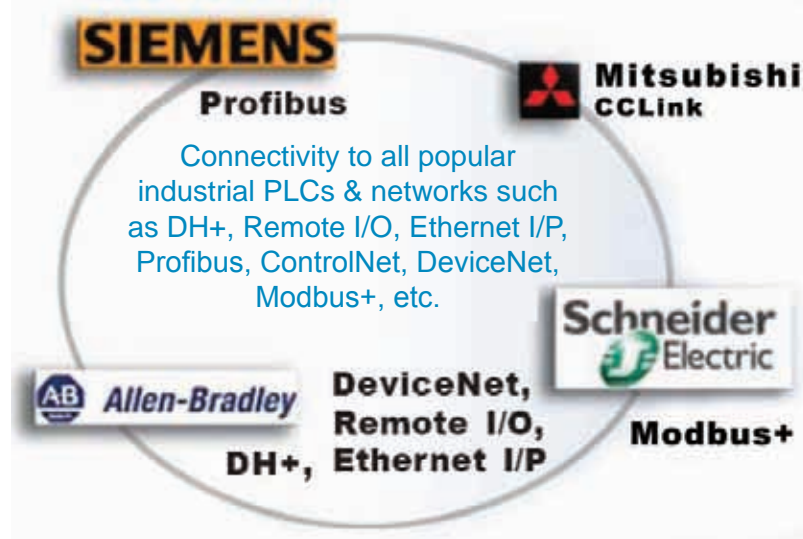 SIEMENS
Profibus
Mitsubishi
CCLink
Connectivity to all popular
industrial PLCs & networks such
as DH+, Remote I/O, Ethernet I/P,
Profibus, ControlNet, DeviceNet,
Modbus+, etc.
Schneider
Electric
Modbus+
AB Allen-Bradley
DeviceNet,
Remote I/O,
DH+, Ethernet I/P